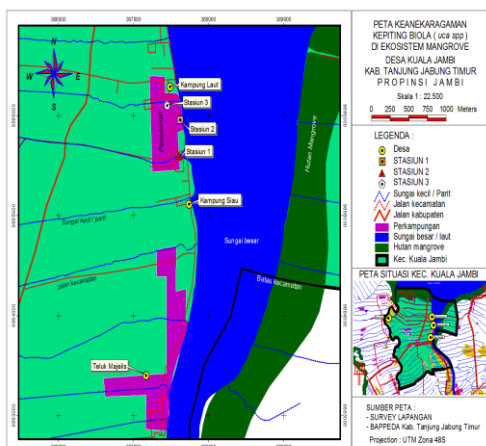 PETA KEANEKARAGAMAN
KEPITING BIOLA ( uca spp )
DI EKOSISTEM MANGROVE
DESA KUALA JAMBI
KAB. TANJUNG JABUNG TIMUR
PROPINSI JAMBI
Skala 1 : 22.500
0 250 500 1000 Meters
LEGENDA :
Desa
STASIUN 1
STASIUN 2
STASIUN 3
Sungai kecil / Parit
Jalan kecamatan
Jalan kabupaten
Perkampungan
Sungai besar / laut
Hutan mangrove
Kec. Kuala Jambi
PETA SITUASI KEC. KUALA JAMBI
SUMBER PETA :
- SURVEY LAPANGAN
- BAPPEDA Kab. Tanjung Jabung Timur
Projection : UTM Zona 48S
N
W E
S
Kampung Laut
Stasiun 3
Stasiun 2
Stasiun 1
Hutan Mangrove
Kampung Siau
Sungai kecil / parit
Sungai besar
Jalan kecamatan
Batas kecamatan
Teluk Majelis